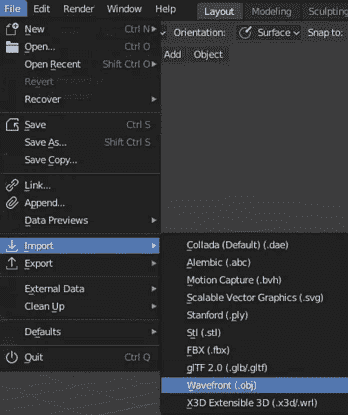 File Edit Render Window Help Layout Modeling Sculpting
New Ctrl N
Orientation: Surface Snap to:
Open... Ctrl O
Open Recent Shift Ctrl O
Add Object
Revert
Recover
Save Ctrl S
Save As... Shift Ctrl S
Save Copy...
Link...
Append...
Data Previews
Import
Collada (Default) (.dae)
Export
Alembic (.abc)
Motion Capture (.bvh)
External Data
Scalable Vector Graphics (.svg)
Clean Up
Stanford (.ply)
Defaults
Stl (.stl)
Quit Ctrl Q
FBX (.fbx)
glTF 2.0 (.glb/.gltf)
Wavefront (.obj)
X3D Extensible 3D (.x3d/.wrl)